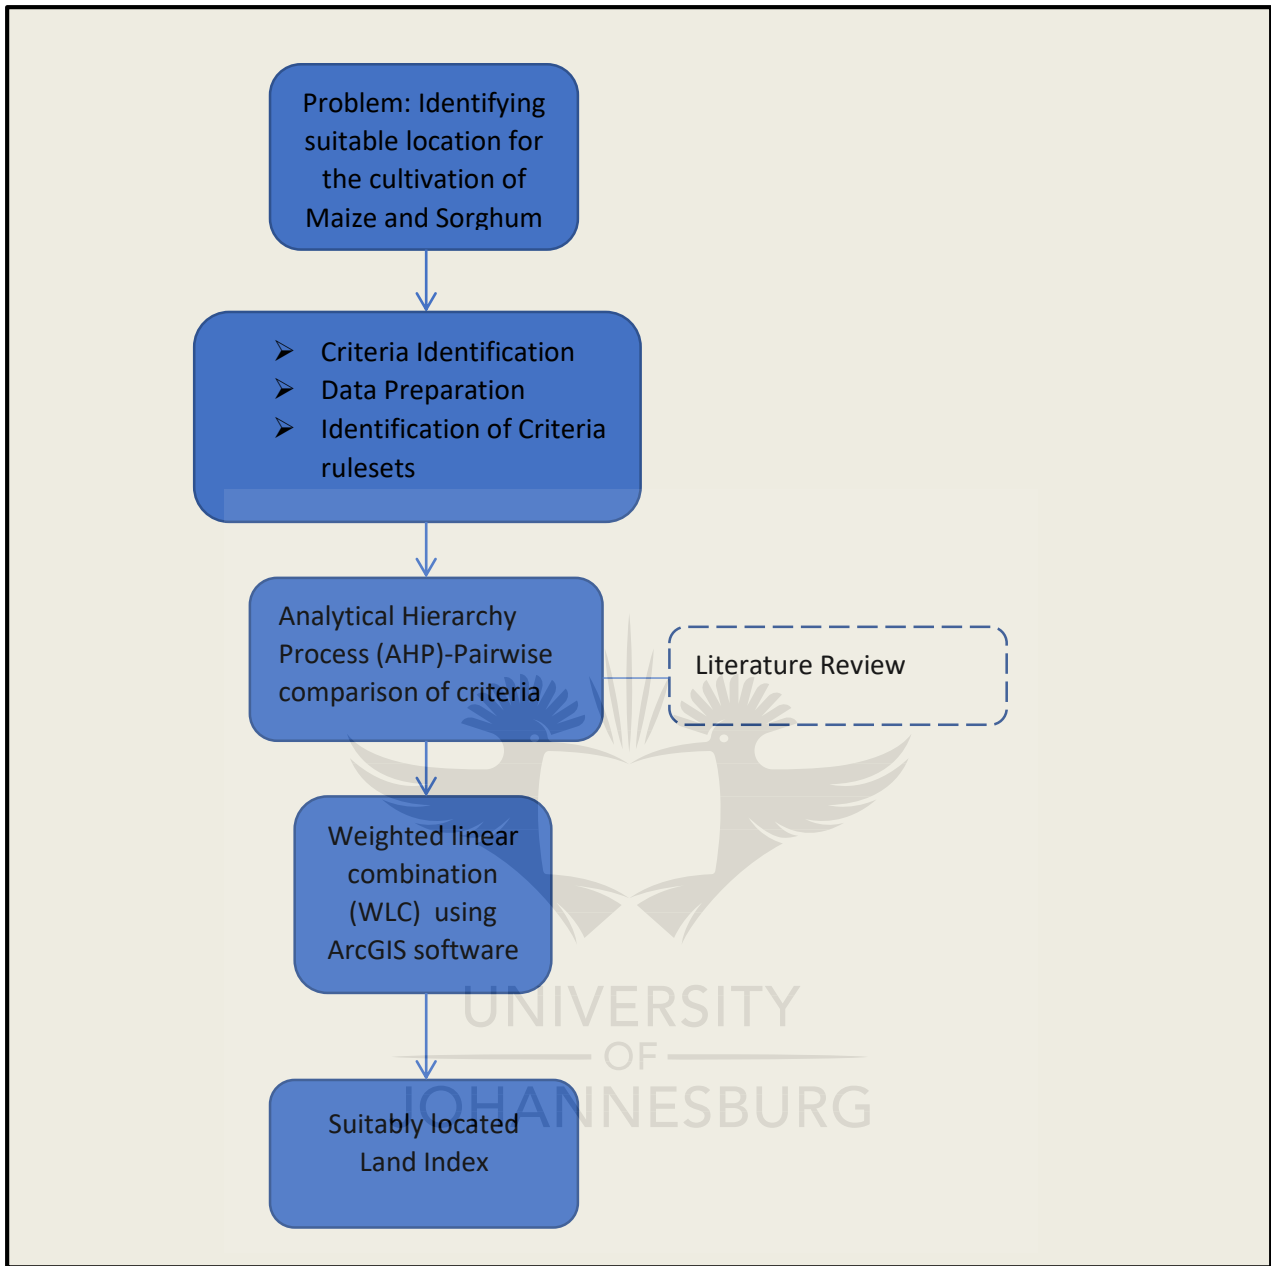 Problem: Identifying
suitable location for
the cultivation of
Maize and Sorghum
➢ Criteria Identification
➢ Data Preparation
➢ Identification of Criteria
rulesets
Analytical Hierarchy
Process (AHP)-Pairwise
comparison of criteria
Literature Review
Weighted linear
combination
(WLC) using
ArcGIS software
Suitably located
Land Index
UNIVERSITY
OF
JOHANNESBURG